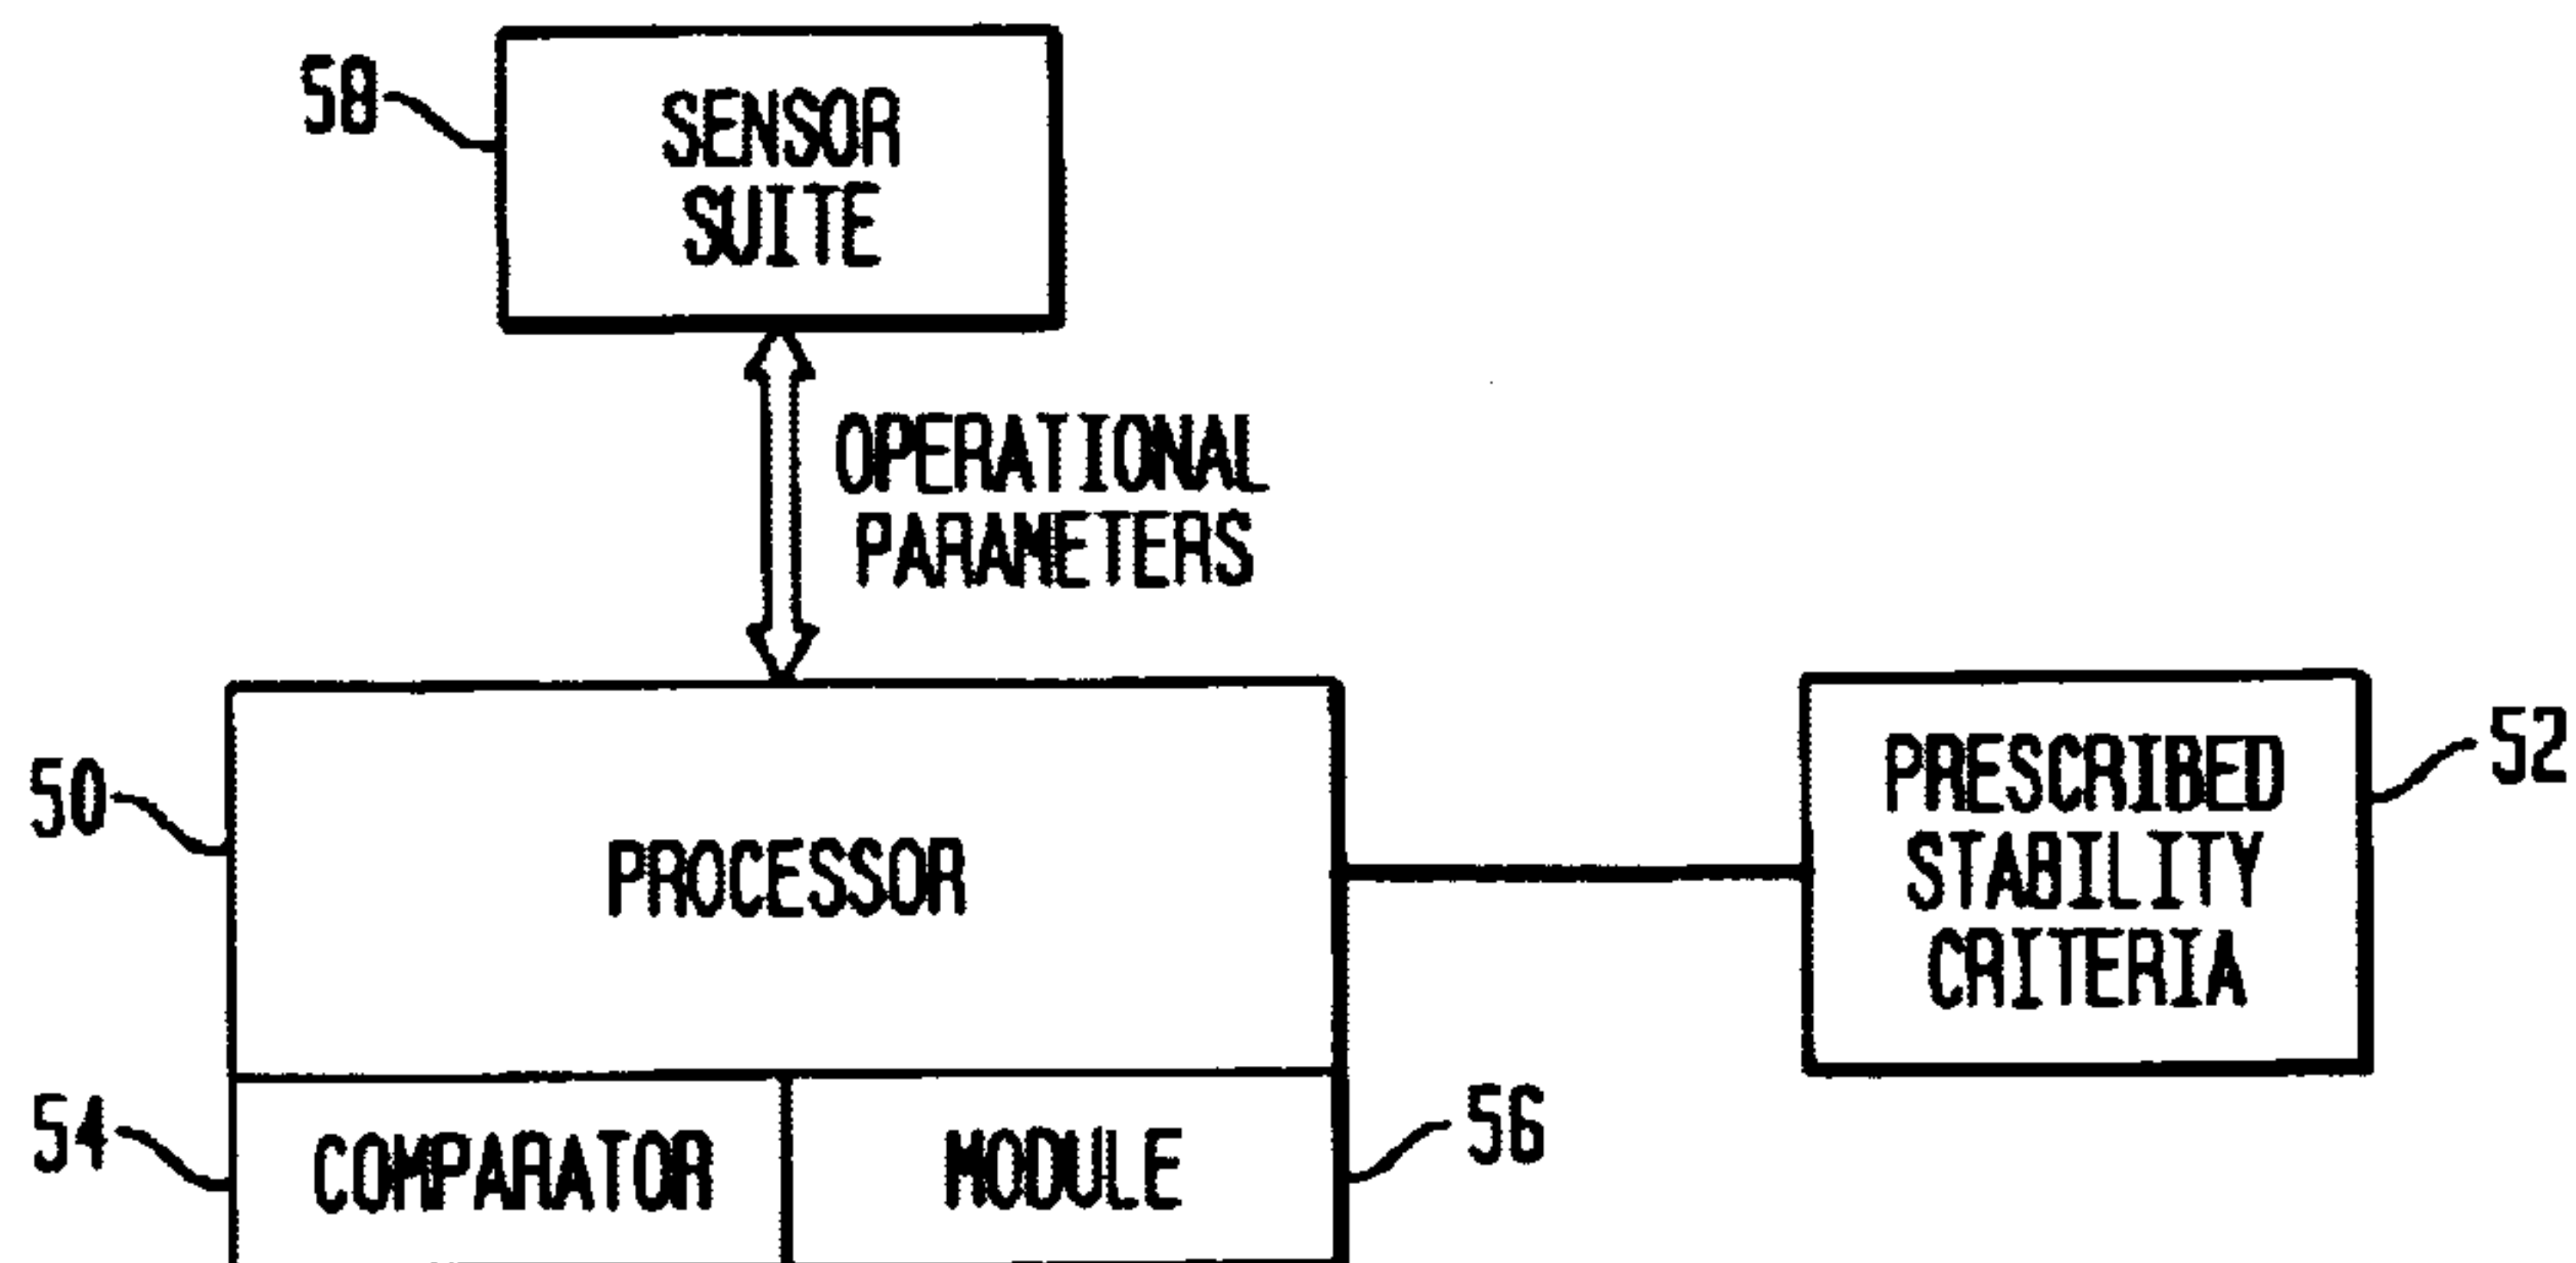 58
SENSOR
SUITE
OPERATIONAL
PARAMETERS
50
PROCESSOR
PRESCRIBED
STABILITY
CRITERIA
52
54
COMPARATOR
MODULE
56